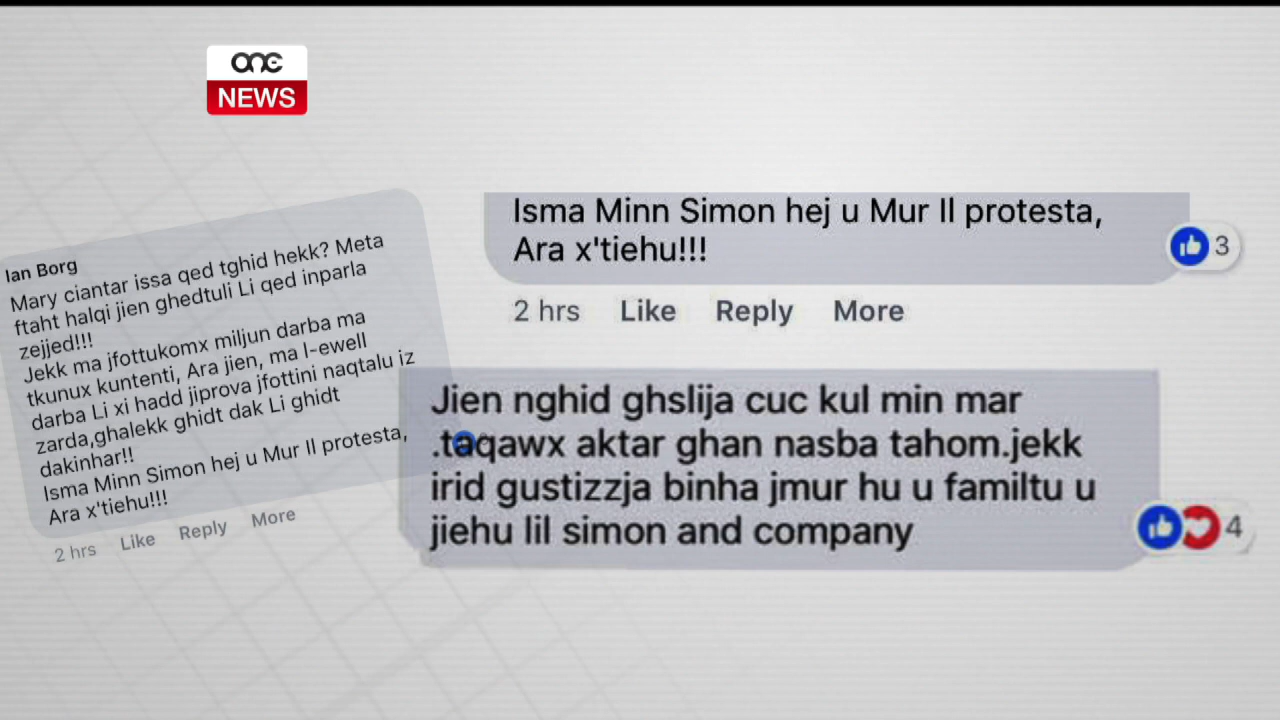 one
NEWS
Ian Borg
Mary ciantar issa qed tghid hekk? Meta
ftaht halqi jien ghedtuli Li qed inparla
zejjed!!!
Jekk ma jfottukomx miljun darba ma
tkunux kuntenti, Ara jien, ma l-ewell
darba Li xi hadd jiprova jfottini naqtalu iz
zarda,ghalekk ghidt dak Li ghidt
dakinhar!!
Isma Minn Simon hej u Mur Il protesta,
Ara x'tiehu!!!
2 hrs Like Reply More
Isma Minn Simon hej u Mur Il protesta,
Ara x'tiehu!!!
3
2 hrs Like Reply More
Jien nghid ghslija cuc kul min mar
.taqawx aktar ghan nasba tahom.jekk
irid gustizzja binha jmur hu u familtu u
jiehu lil simon and company
4